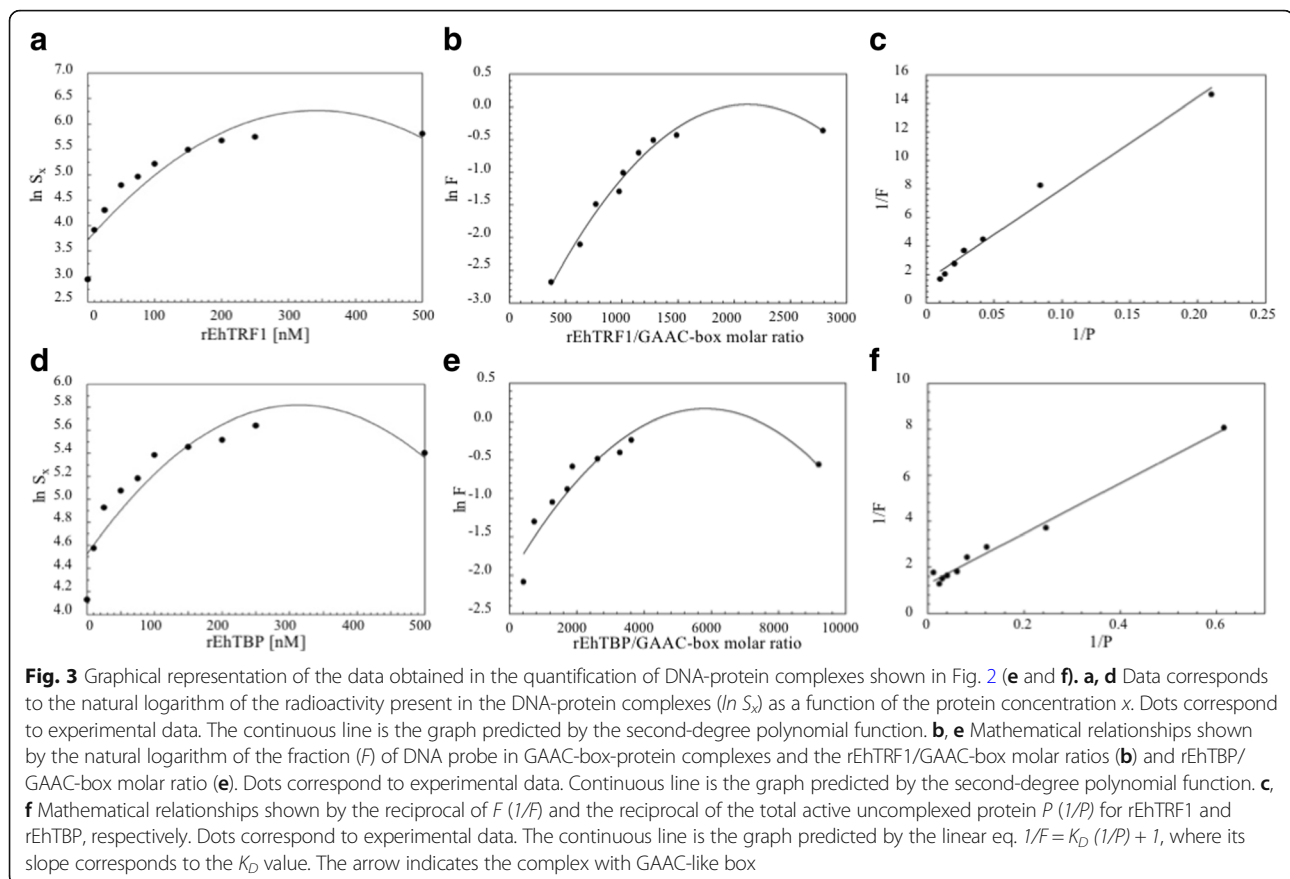 a
b
c
7.0
6.5
6.0
5.5
5.0
4.5
4.0
3.5
3.0
2.5
ln Sx
0 100 200 300 400 500
rEhTRF1 [nM]
0.5
0.0
-0.5
-1.0
-1.5
-2.0
-2.5
-3.0
ln F
0 500 1000 1500 2000 2500 3000
rEhTRF1/GAAC-box molar ratio
16
14
12
10
8
6
4
2
0
1/F
0 0.05 0.10 0.15 0.20 0.25
1/P
d
e
f
6.0
5.8
5.6
5.4
5.2
5.0
4.8
4.6
4.4
4.2
4.0
ln Sx
0 100 200 300 400 500
rEhTBP [nM]
0.5
0.0
-0.5
-1.0
-1.5
-2.0
-2.5
ln F
0 2000 4000 6000 8000 10000
rEhTBP/GAAC-box molar ratio
10
8
6
4
2
0
1/F
0 0.2 0.4 0.6
1/P
Fig. 3 Graphical representation of the data obtained in the quantification of DNA-protein complexes shown in Fig. 2 (e and f). a, d Data corresponds
to the natural logarithm of the radioactivity present in the DNA-protein complexes (ln Sx) as a function of the protein concentration x. Dots correspond
to experimental data. The continuous line is the graph predicted by the second-degree polynomial function. b, e Mathematical relationships shown
by the natural logarithm of the fraction (F) of DNA probe in GAAC-box-protein complexes and the rEhTRF1/GAAC-box molar ratios (b) and rEhTBP/
GAAC-box molar ratio (e). Dots correspond to experimental data. Continuous line is the graph predicted by the second-degree polynomial function. c,
f Mathematical relationships shown by the reciprocal of F (1/F) and the reciprocal of the total active uncomplexed protein P (1/P) for rEhTRF1 and
rEhTBP, respectively. Dots correspond to experimental data. The continuous line is the graph predicted by the linear eq. 1/F = KD (1/P) + 1, where its
slope corresponds to the KD value. The arrow indicates the complex with GAAC-like box